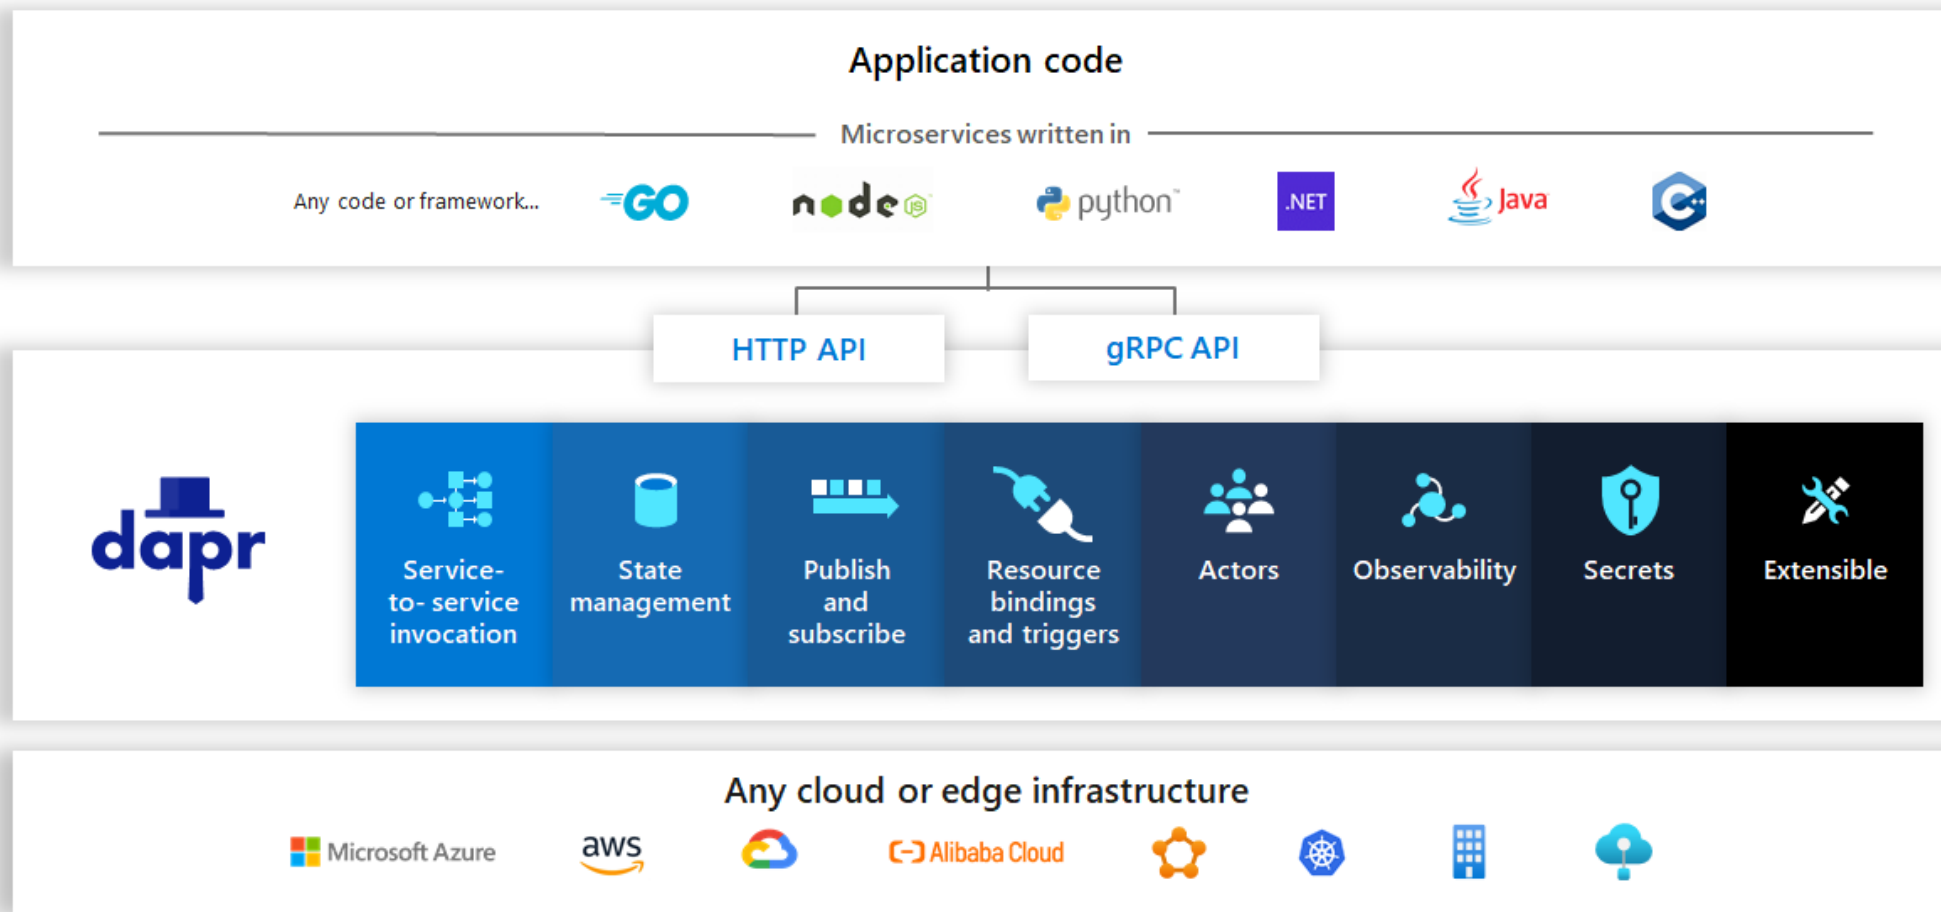 Application code
Microservices written in
Any code or framework...
GO
node
JS
python™
.NET
Java
C++
HTTP API
gRPC API
dapr
Service-
to- service
invocation
State
management
Publish
and
subscribe
Resource
bindings
and triggers
Actors
Observability
Secrets
Extensible
Any cloud or edge infrastructure
Microsoft Azure
aws
Alibaba Cloud